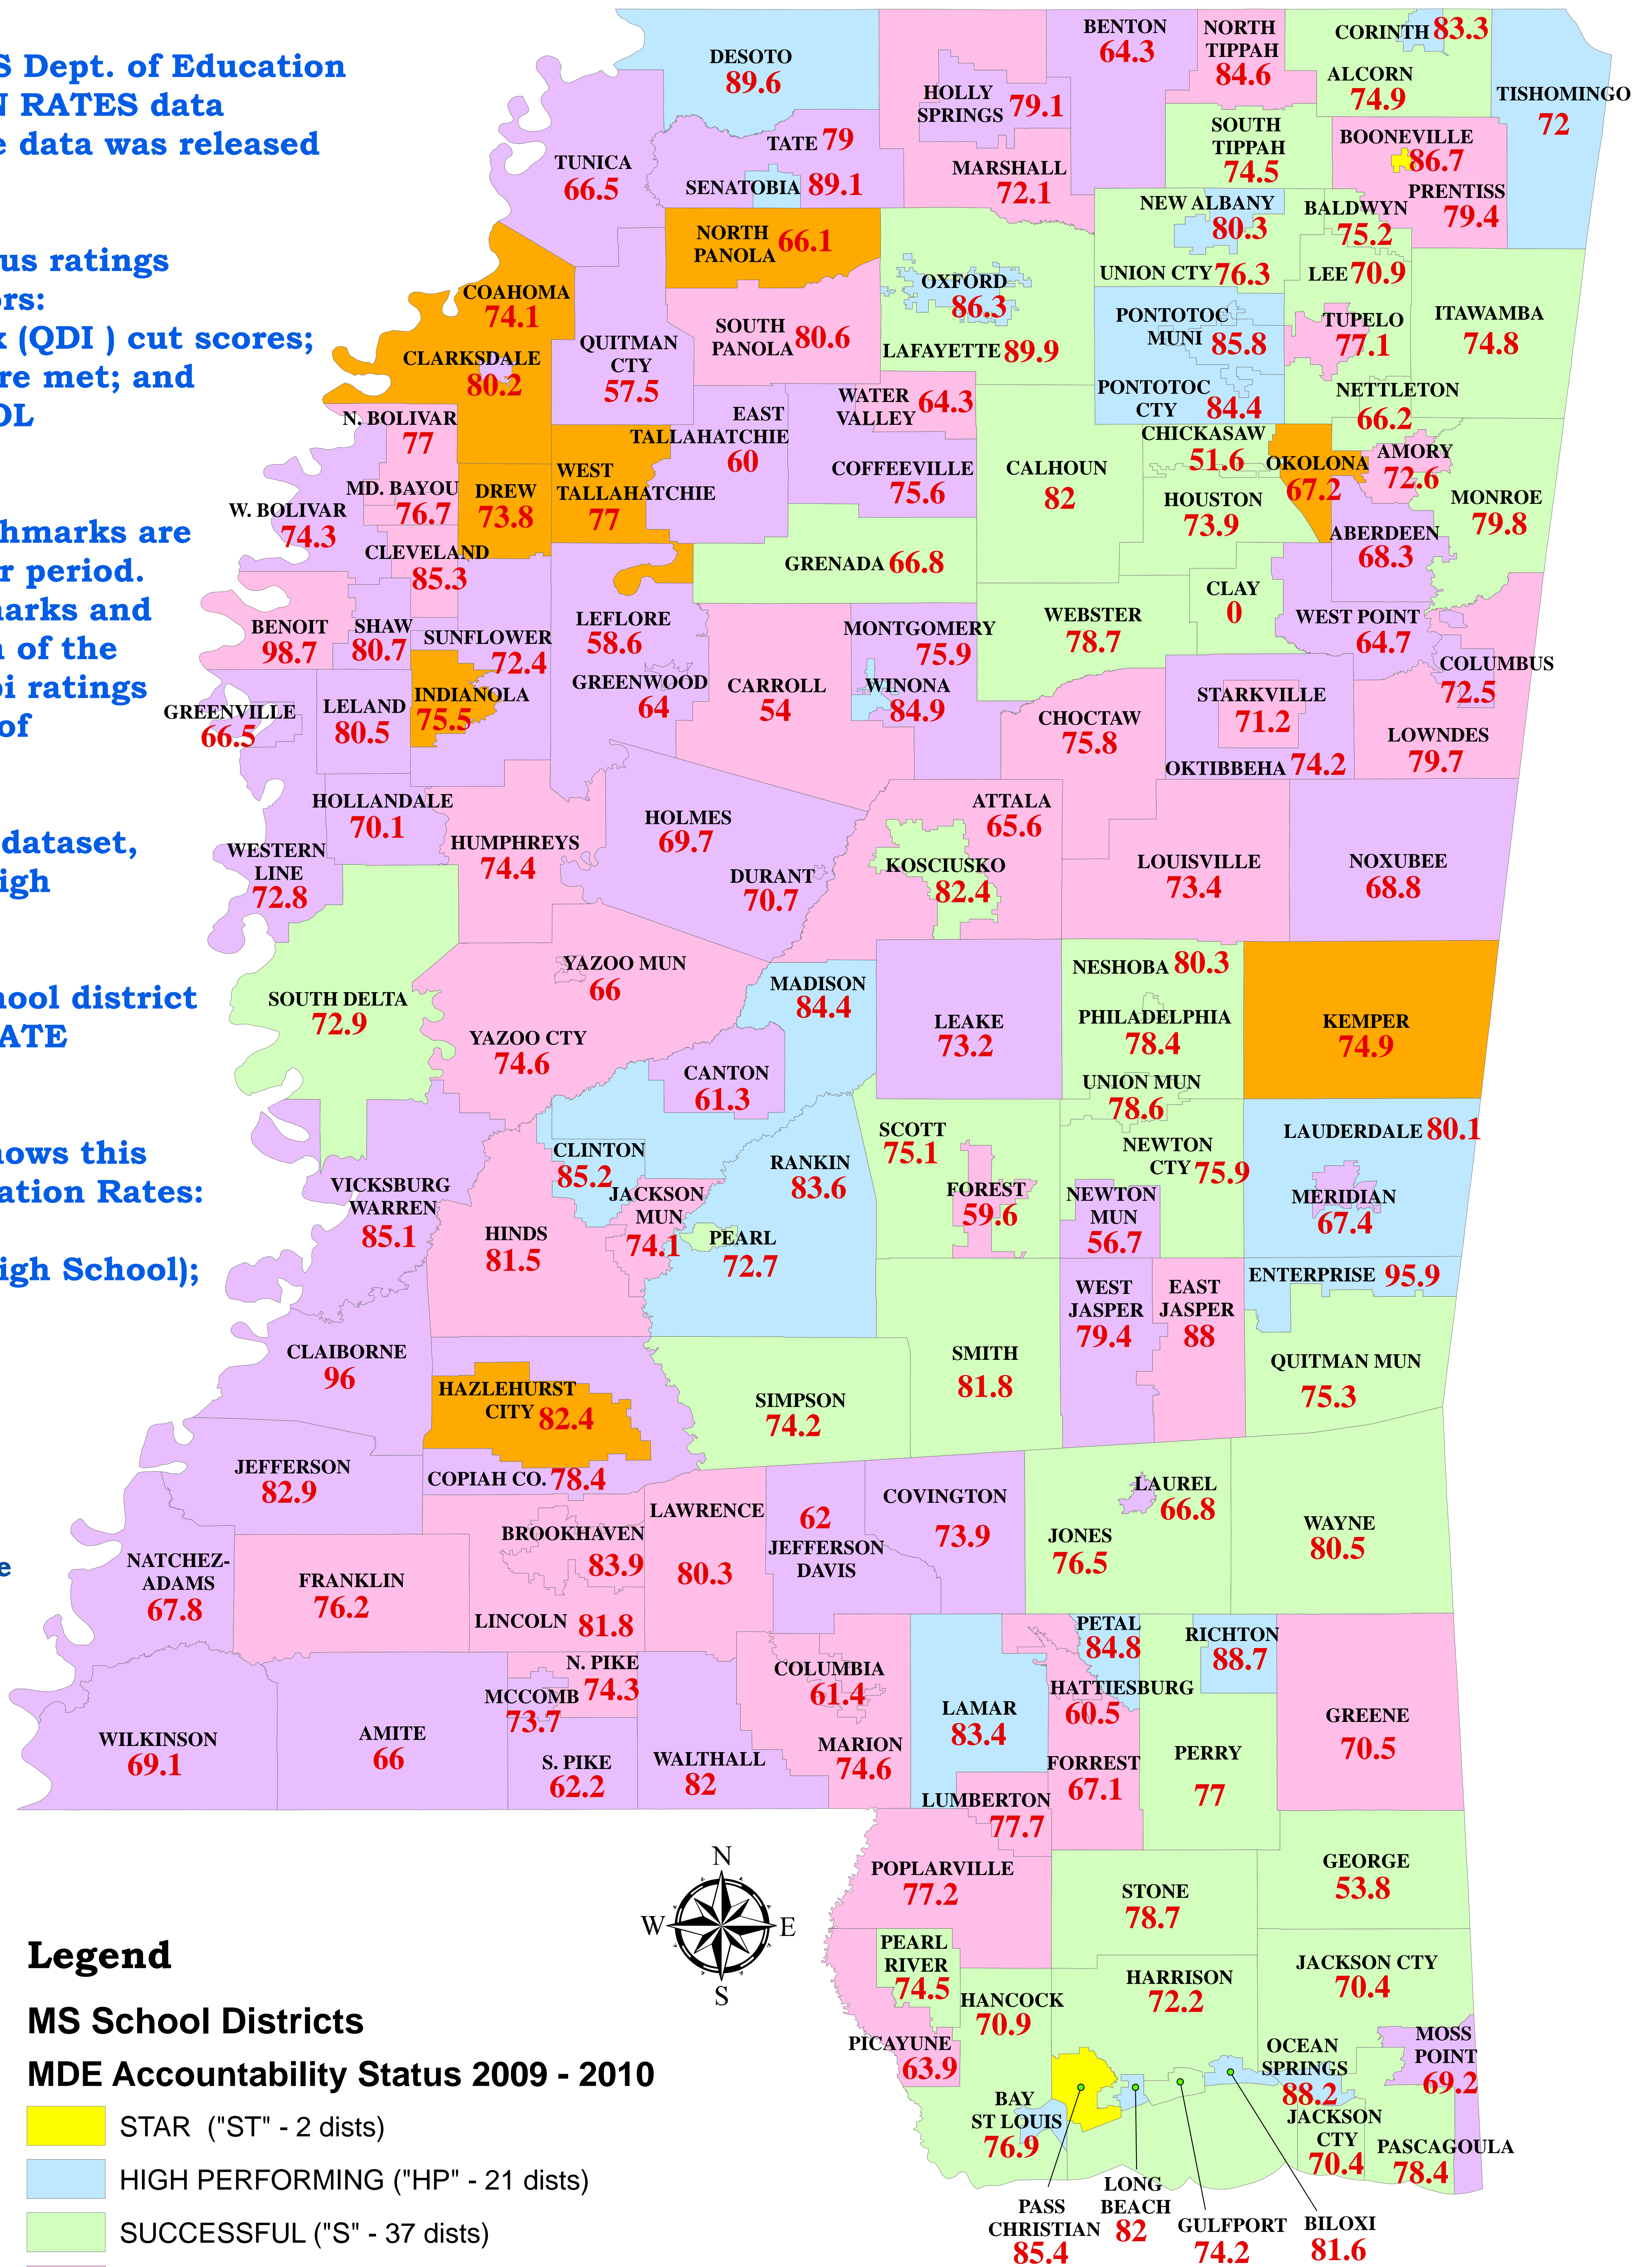 S Dept. of Education
N RATES data
e data was released
us ratings
ors:
x (QDI ) cut scores;
re met; and
OL
hmarks are
r period.
arks and
n of the
pi ratings
of
dataset,
igh
ool district
ATE
hows this
ation Rates:
igh School);
e
DESOTO
89.6
BENTON
64.3
NORTH
TIPPAH
84.6
CORINTH 83.3
ALCORN
74.9
TISHOMINGO
72
HOLLY
SPRINGS 79.1
MARSHALL
72.1
SOUTH
TIPPAH
74.5
BOONEVILLE
86.7
PRENTISS
79.4
TUNICA
66.5
TATE 79
SENATOBIA 89.1
NORTH
PANOLA 66.1
NEW ALBANY
80.3
BALDWYN
75.2
UNION CTY 76.3
LEE 70.9
COAHOMA
74.1
OXFORD
86.3
LAFAYETTE 89.9
SOUTH
PANOLA 80.6
PONTOTOC
MUNI 85.8
TUPELO
77.1
ITAWAMBA
74.8
CLARKSDALE
80.2
QUITMAN
CTY
57.5
PONTOTOC
CTY 84.4
NETTLETON
66.2
WATER
VALLEY 64.3
N. BOLIVAR
77
EAST
TALLAHATCHIE
60
COFFEEVILLE
75.6
CALHOUN
82
CHICKASAW
51.6
OKOLONA
67.2
AMORY
72.6
MONROE
79.8
MD. BAYOU
76.7
DREW
73.8
WEST
TALLAHATCHIE
77
HOUSTON
73.9
ABERDEEN
68.3
W. BOLIVAR
74.3
CLEVELAND
85.3
GRENADA 66.8
CLAY
0
WEST POINT
64.7
BENOIT
98.7
SHAW
80.7
SUNFLOWER
72.4
LEFLORE
58.6
MONTGOMERY
75.9
WEBSTER
78.7
COLUMBUS
72.5
GREENVILLE
66.5
LELAND
80.5
INDIANOLA
75.5
GREENWOOD
64
CARROLL
54
WINONA
84.9
CHOCTAW
75.8
STARKVILLE
71.2
OKTIBBEHA 74.2
LOWNDES
79.7
HOLLANDALE
70.1
HUMPHREYS
74.4
HOLMES
69.7
DURANT
70.7
ATTALA
65.6
KOSCIUSKO
82.4
LOUISVILLE
73.4
NOXUBEE
68.8
WESTERN
LINE
72.8
SOUTH DELTA
72.9
YAZOO MUN
66
YAZOO CTY
74.6
MADISON
84.4
CANTON
61.3
LEAKE
73.2
NESHOBA 80.3
PHILADELPHIA
78.4
UNION MUN
78.6
KEMPER
74.9
VICKSBURG
WARREN
85.1
CLINTON
85.2
JACKSON
MUN
74.1
HINDS
81.5
RANKIN
83.6
PEARL
72.7
SCOTT
75.1
FOREST
59.6
NEWTON
CTY 75.9
NEWTON
MUN
56.7
LAUDERDALE 80.1
MERIDIAN
67.4
ENTERPRISE 95.9
WEST
JASPER
79.4
EAST
JASPER
88
CLAIBORNE
96
HAZLEHURST
CITY 82.4
SIMPSON
74.2
SMITH
81.8
QUITMAN MUN
75.3
JEFFERSON
82.9
COPIAH CO. 78.4
BROOKHAVEN
83.9
LAWRENCE
80.3
62
JEFFERSON
DAVIS
COVINGTON
73.9
JONES
76.5
LAUREL
66.8
WAYNE
80.5
NATCHEZ-
ADAMS
67.8
FRANKLIN
76.2
LINCOLN 81.8
WILKINSON
69.1
AMITE
66
N. PIKE
74.3
MCCOMB
73.7
S. PIKE
62.2
WALTHALL
82
COLUMBIA
61.4
MARION
74.6
LAMAR
83.4
PETAL
84.8
HATTIESBURG
60.5
FORREST
67.1
RICHTON
88.7
PERRY
77
GREENE
70.5
LUMBERTON
77.7
POPLARVILLE
77.2
STONE
78.7
GEORGE
53.8
N
W E
S
PEARL
RIVER
74.5
HANCOCK
70.9
PICAYUNE
63.9
HARRISON
72.2
JACKSON CTY
70.4
OCEAN
SPRINGS
88.2
MOSS
POINT
69.2
BAY
ST LOUIS
76.9
JACKSON
CTY
70.4
PASCAGOULA
78.4
PASS
CHRISTIAN
85.4
LONG
BEACH
82
GULFPORT
74.2
BILOXI
81.6
Legend
MS School Districts
MDE Accountability Status 2009 - 2010
STAR ("ST" - 2 dists)
HIGH PERFORMING ("HP" - 21 dists)
SUCCESSFUL ("S" - 37 dists)